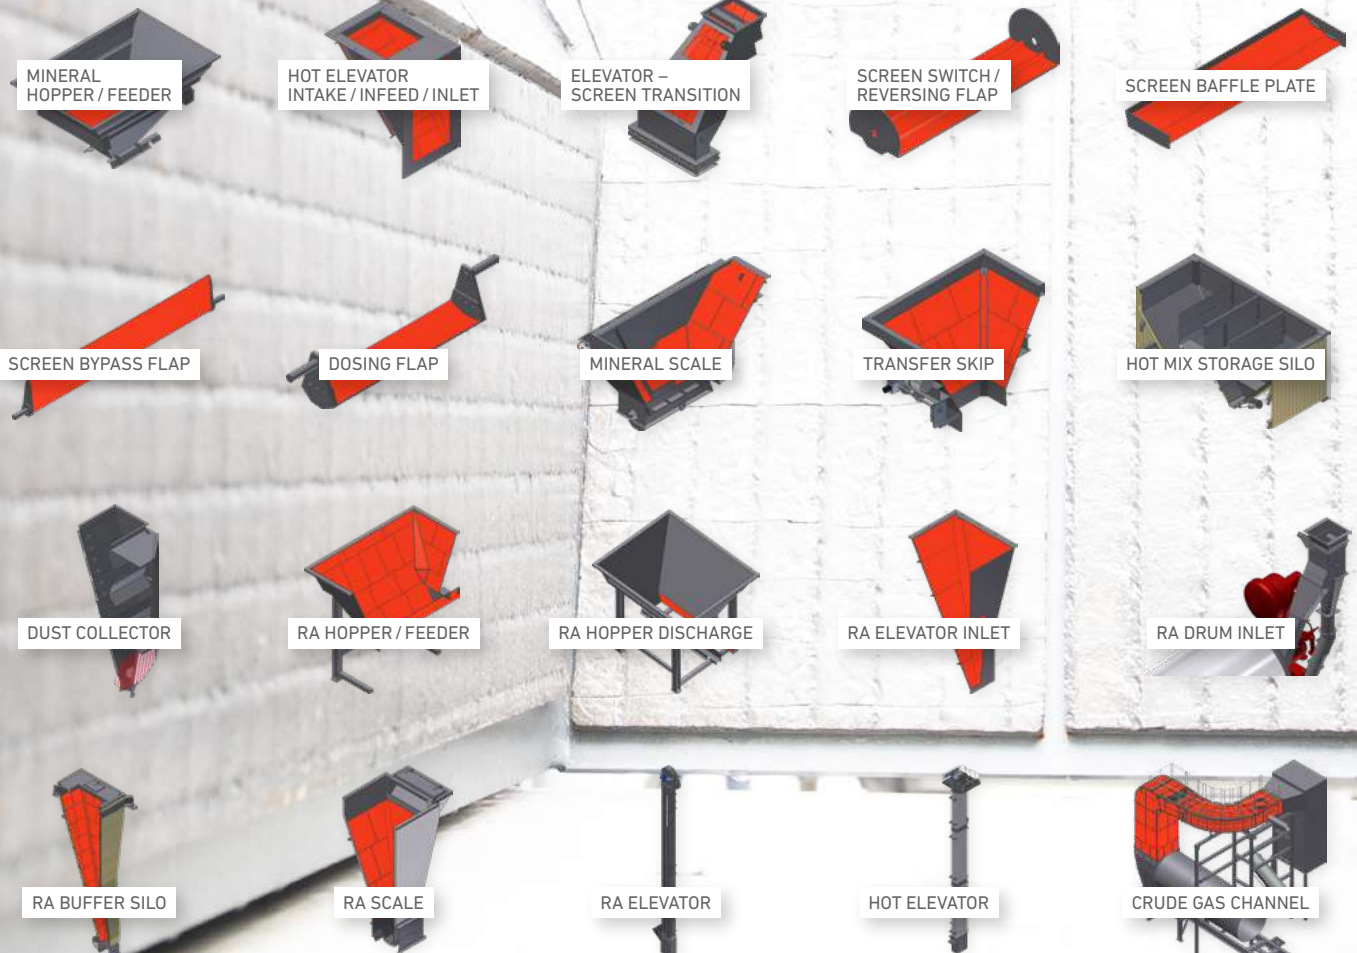 MINERAL
HOPPER / FEEDER
HOT ELEVATOR
INTAKE / INFEED / INLET
ELEVATOR –
SCREEN TRANSITION
SCREEN SWITCH /
REVERSING FLAP
SCREEN BAFFLE PLATE
SCREEN BYPASS FLAP
DOSING FLAP
MINERAL SCALE
TRANSFER SKIP
HOT MIX STORAGE SILO
DUST COLLECTOR
RA HOPPER / FEEDER
RA HOPPER DISCHARGE
RA ELEVATOR INLET
RA DRUM INLET
RA BUFFER SILO
RA SCALE
RA ELEVATOR
HOT ELEVATOR
CRUDE GAS CHANNEL